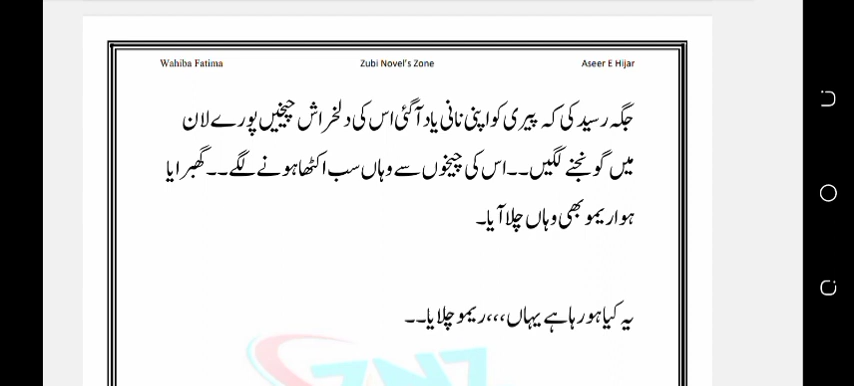 Wahiba Fatima Zubi Novel's Zone Aseer E Hijar
جگہ رسید کی کہ پیری کو اپنی نانی یاد آگئی اس کی دلخراش چیخیں پورے لان
میں گونجنے لگیں۔۔اس کی چیخوں سے وہاں سب اکٹھا ہونے لگے۔۔گھبرایا
ہوا ریمو بھی وہاں چلا آیا۔
یہ کیا ہو رہا ہے یہاں،،،،ریمو چلایا۔۔
ZNZ